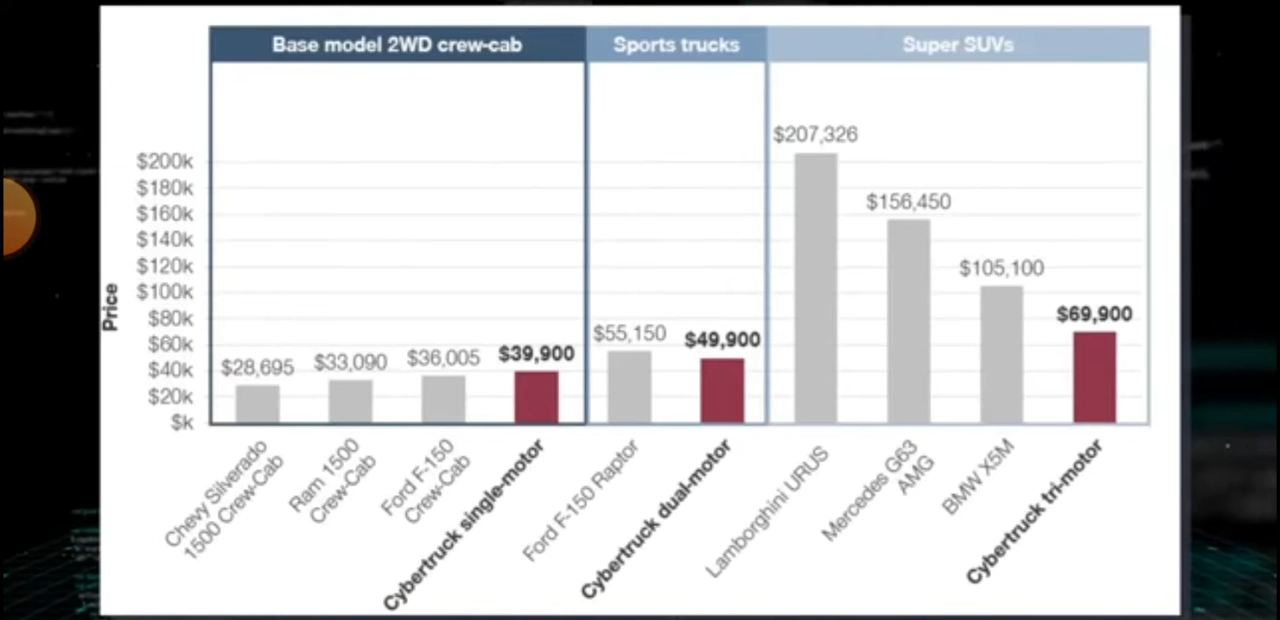 Base model 2WD crew-cab
Sports trucks
Super SUVs
Price
$200k
$180k
$160k
$140k
$120k
$100k
$80k
$60k
$40k
$20k
$k
$28,695
$33,090
$36,005
$39,900
$55,150
$49,900
$207,326
$156,450
$105,100
$69,900
Chevy Silverado
1500 Crew-Cab
Ram 1500
Crew-Cab
Ford F-150
Crew-Cab
Cybertruck single-motor
Ford F-150 Raptor
Cybertruck dual-motor
Lamborghini URUS
Mercedes G63
AMG
BMW X5M
Cybertruck tri-motor